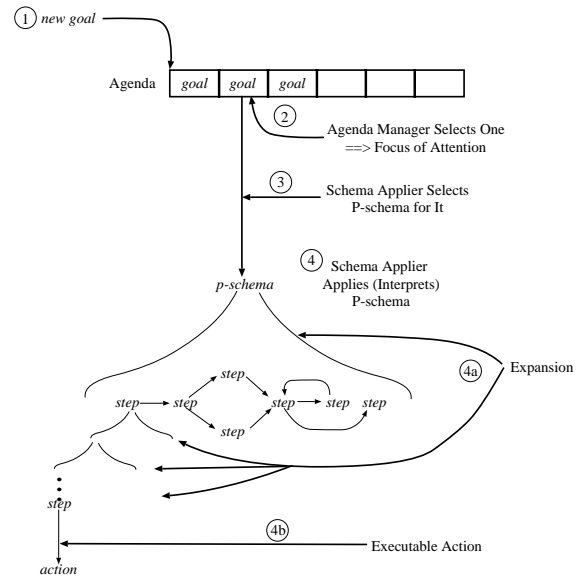 1 new goal
Agenda goal goal goal
2
Agenda Manager Selects One
==> Focus of Attention
3
Schema Applier Selects
P-schema for It
4
Schema Applier
Applies (Interprets)
P-schema
p-schema
4a Expansion
step
step step step step step
step
step
4b
Executable Action
action